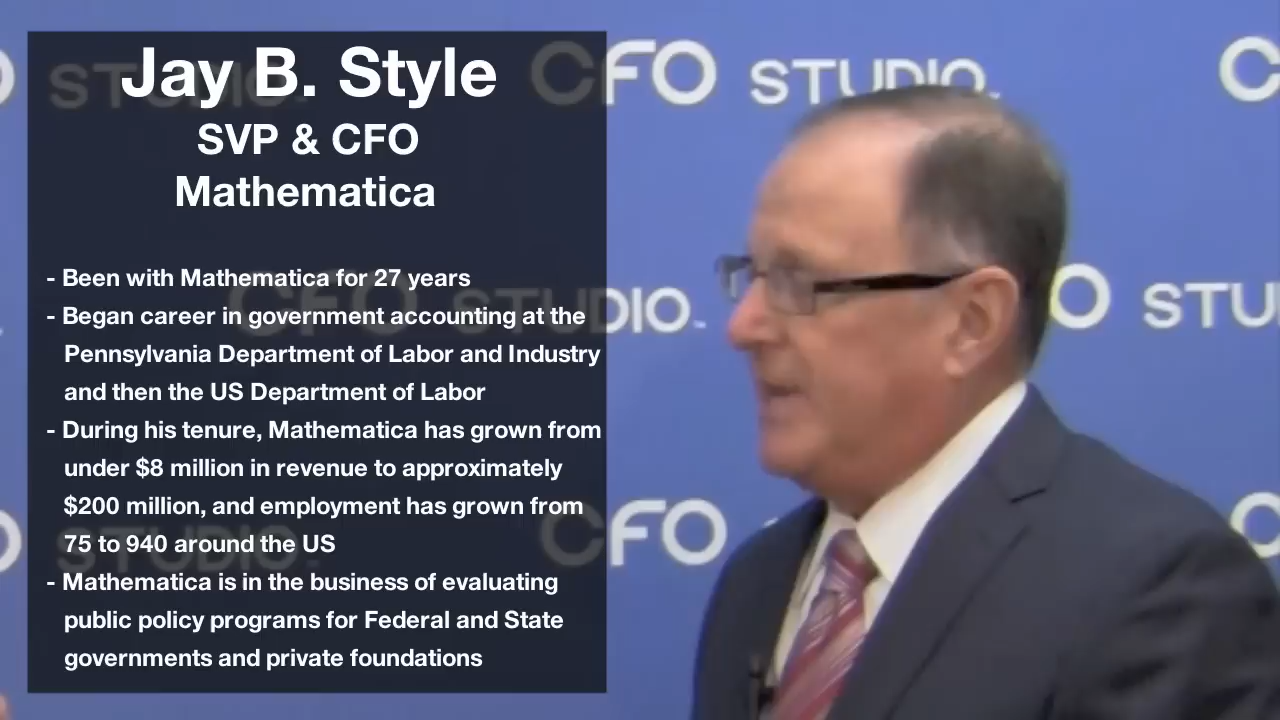 Jay B. Style
SVP & CFO
Mathematica
- Been with Mathematica for 27 years
- Began career in government accounting at the
Pennsylvania Department of Labor and Industry
and then the US Department of Labor
- During his tenure, Mathematica has grown from
under $8 million in revenue to approximately
$200 million, and employment has grown from
75 to 940 around the US
- Mathematica is in the business of evaluating
public policy programs for Federal and State
governments and private foundations
STUDIO.
CFO STUDIO.
C
CFO STUDIO.
O STU
STUDIO.
CFO
C